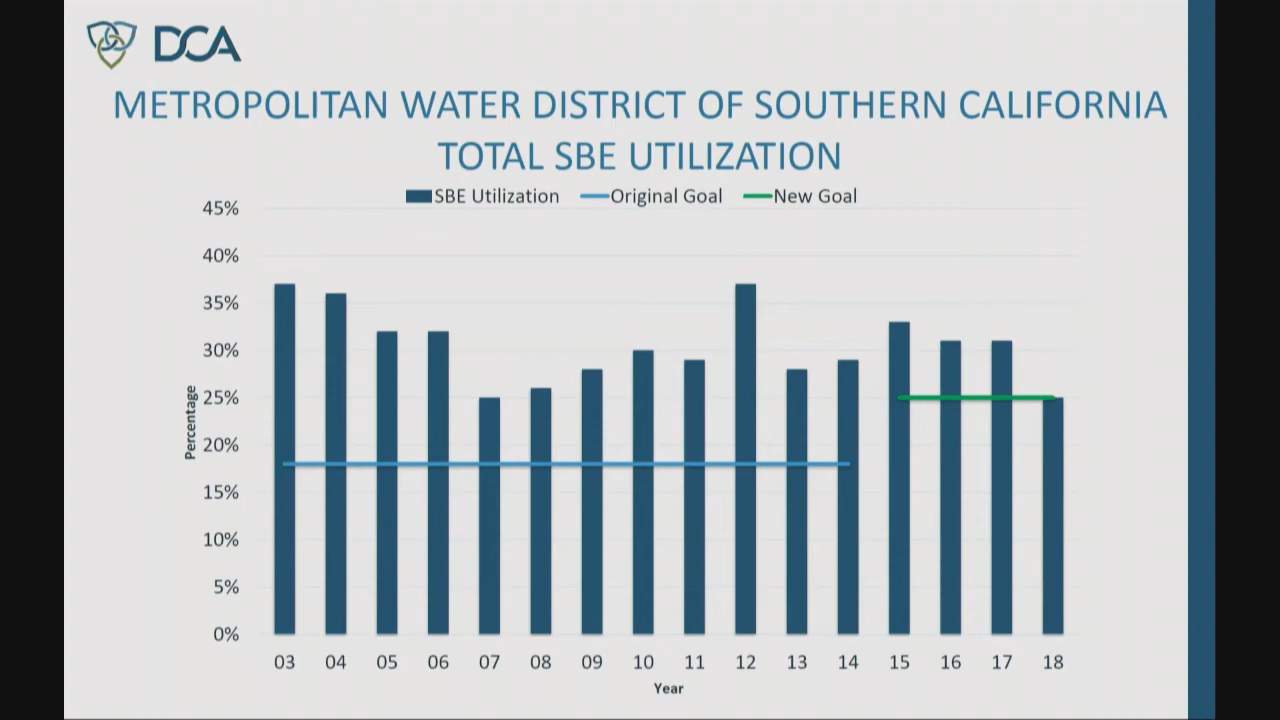 DCA
METROPOLITAN WATER DISTRICT OF SOUTHERN CALIFORNIA
TOTAL SBE UTILIZATION
SBE Utilization Original Goal New Goal
45%
40%
35%
30%
25%
20%
15%
10%
5%
0%
Percentage
03 04 05 06 07 08 09 10 11 12 13 14 15 16 17 18
Year